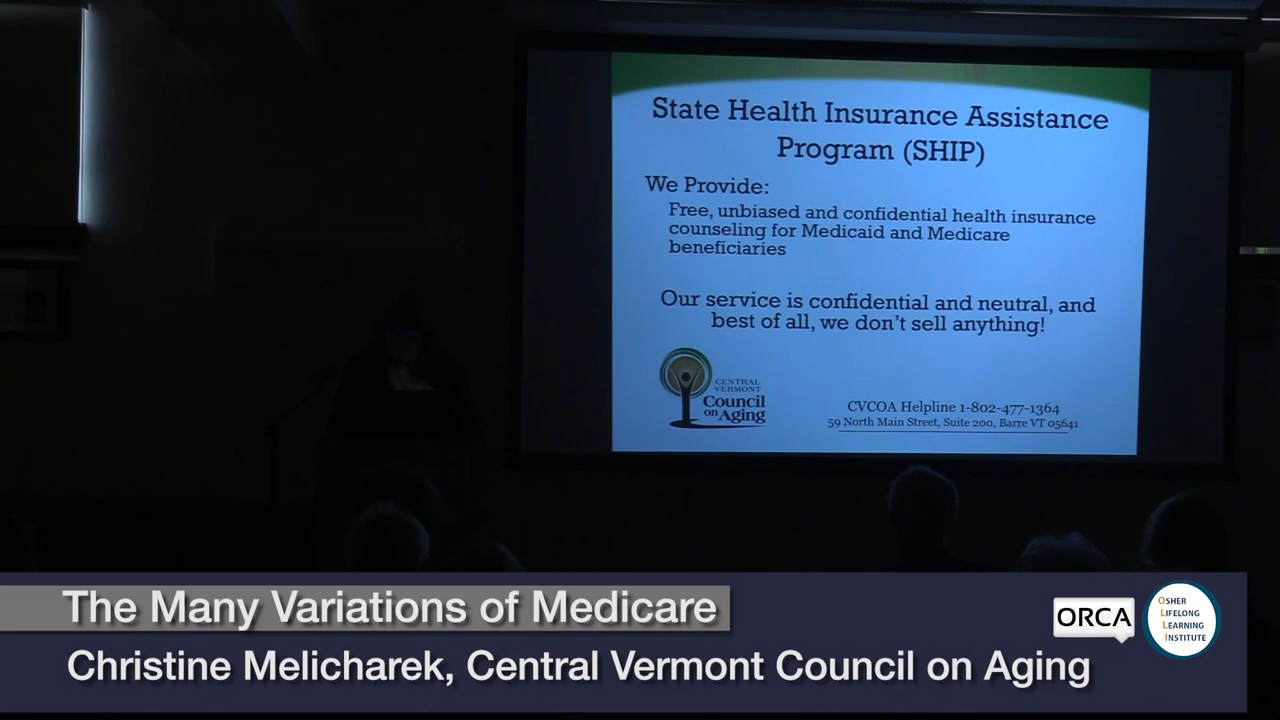 State Health Insurance Assistance
Program (SHIP)
We Provide:
Free, unbiased and confidential health insurance
counseling for Medicaid and Medicare
beneficiaries
Our service is confidential and neutral, and
best of all, we don't sell anything!
CENTRAL
VERMONT
Council
on Aging
CVCOA Helpline 1-802-477-1364
59 North Main Street, Suite 200, Barre VT 05641
The Many Variations of Medicare
Christine Melicharek, Central Vermont Council on Aging
ORCA
OSHER
LIFELONG
LEARNING
INSTITUTE